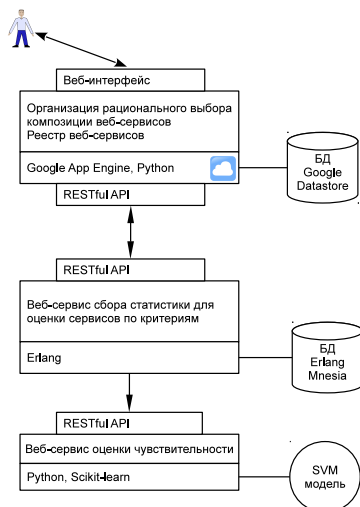 Веб-интерфейс
Организация рационального выбора
композиции веб-сервисов
Реестр веб-сервисов
Google App Engine, Python
RESTful API
БД
Google
Datastore
RESTful API
Веб-сервис сбора статистики для
оценки сервисов по критериям
Erlang
БД
Erlang
Mnesia
RESTful API
Веб-сервис оценки чувствительности
Python, Scikit-learn
SVM
модель